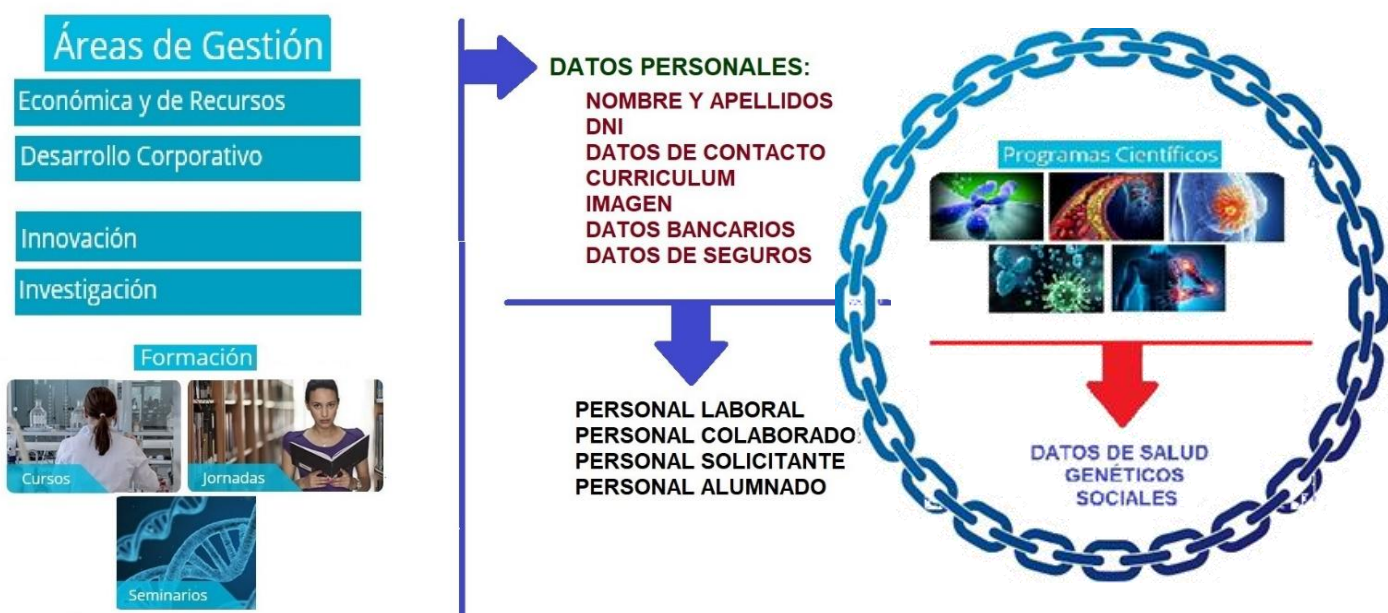 Áreas de Gestión
Económica y de Recursos
Desarrollo Corporativo
Innovación
Investigación
Formación
Cursos
Jornadas
Seminarios
DATOS PERSONALES:
NOMBRE Y APELLIDOS
DNI
DATOS DE CONTACTO
CURRICULUM
IMAGEN
DATOS BANCARIOS
DATOS DE SEGUROS
PERSONAL LABORAL
PERSONAL COLABORADO
PERSONAL SOLICITANTE
PERSONAL ALUMNADO
Programas Científicos
DATOS DE SALUD
GENÉTICOS
SOCIALES